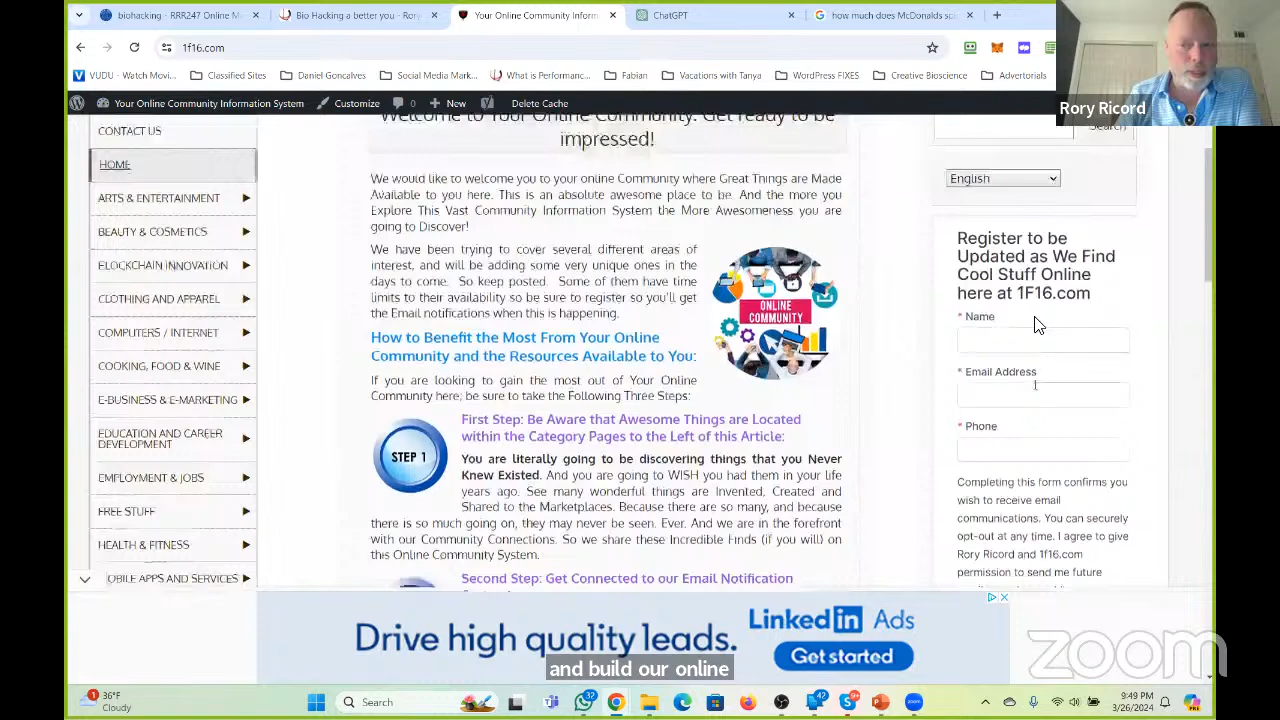 biohacking - RRR247 Online M
Bio Hacking a better you - Rory
Your Online Community Inform
ChatGPT
how much does McDonalds spe
1f16.com
VUDU - Watch Movi...
Classified Sites
Daniel Goncalves
Social Media Mark...
What is Performanc...
Fabian
Vacations with Tanya
WordPress FIXES
Creative Bioscience
Advertorials
Your Online Community Information System
Customize
0
New
Delete Cache
Rory Ricord
CONTACT US
HOME
ARTS & ENTERTAINMENT
BEAUTY & COSMETICS
BLOCKCHAIN INNOVATION
CLOTHING AND APPAREL
COMPUTERS / INTERNET
COOKING, FOOD & WINE
E-BUSINESS & E-MARKETING
EDUCATION AND CAREER
DEVELOPMENT
EMPLOYMENT & JOBS
FREE STUFF
HEALTH & FITNESS
MOBILE APPS AND SERVICES
Welcome to Your Online Community. Get ready to be
impressed!
We would like to welcome you to your online Community where Great Things are Made
Available to you here. This is an absolute awesome place to be. And the more you
Explore This Vast Community Information System the More Awesomeness you are
going to Discover!
We have been trying to cover several different areas of
interest, and will be adding some very unique ones in the
days to come. So keep posted. Some of them have time
limits to their availability so be sure to register so you'll get
the Email notifications when this is happening.
ONLINE
COMMUNITY
How to Benefit the Most From Your Online
Community and the Resources Available to You:
If you are looking to gain the most out of Your Online
Community here; be sure to take the Following Three Steps:
STEP 1
First Step: Be Aware that Awesome Things are Located
within the Category Pages to the Left of this Article:
You are literally going to be discovering things that you Never
Knew Existed. And you are going to WISH you had them in your life
years ago. See many wonderful things are Invented, Created and
Shared to the Marketplaces. Because there are so many, and because
there is so much going on, they may never be seen. Ever. And we are in the forefront
with our Community Connections. So we share these Incredible Finds (if you will) on
this Online Community System.
Second Step: Get Connected to our Email Notification
Search
English
Register to be
Updated as We Find
Cool Stuff Online
here at 1F16.com
* Name
* Email Address
* Phone
Completing this form confirms you
wish to receive email
communications. You can securely
opt-out at any time. I agree to give
Rory Ricord and 1f16.com
permission to send me future
Drive high quality leads.
LinkedIn Ads
Get started
and build our online
zoom
1
36°F
Cloudy
Search
32
42
9+
9:49 PM
3/26/2024